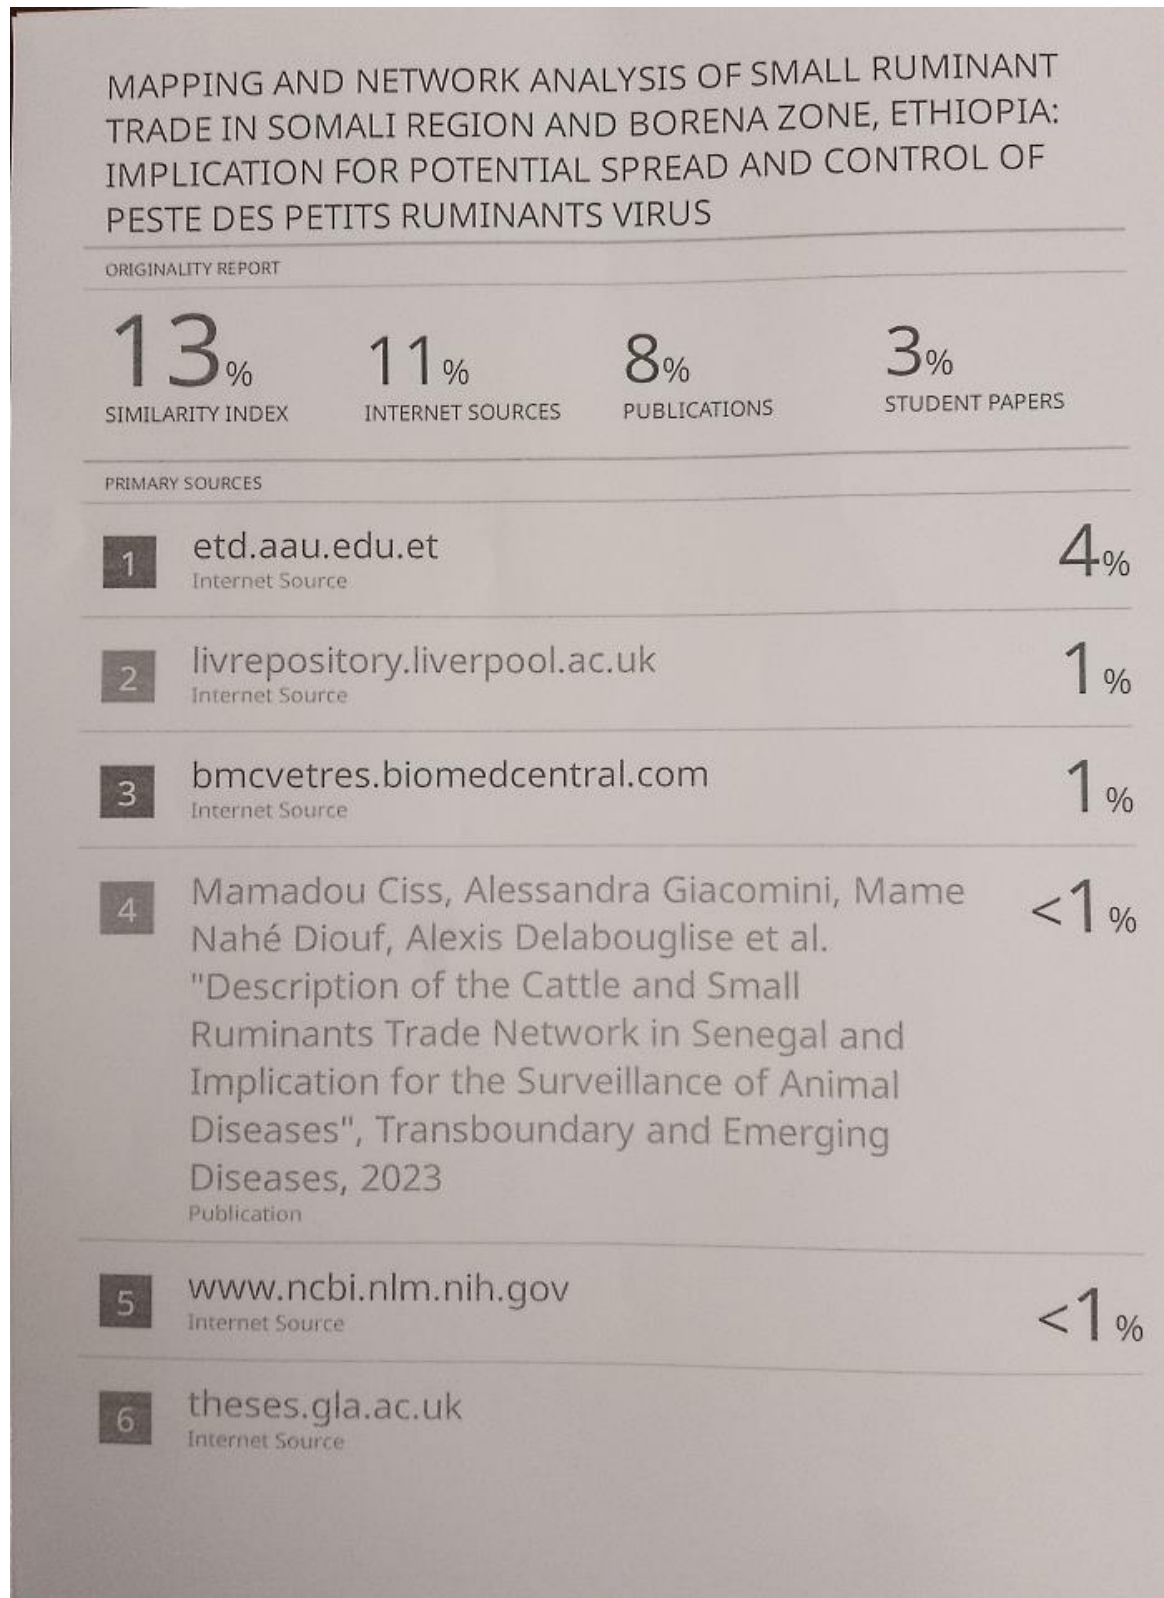 MAPPING AND NETWORK ANALYSIS OF SMALL RUMINANT
TRADE IN SOMALI REGION AND BORENA ZONE, ETHIOPIA:
IMPLICATION FOR POTENTIAL SPREAD AND CONTROL OF
PESTE DES PETITS RUMINANTS VIRUS
ORIGINALITY REPORT
13% 11% 8% 3%
SIMILARITY INDEX INTERNET SOURCES PUBLICATIONS STUDENT PAPERS
PRIMARY SOURCES
1 etd.aau.edu.et 4%
Internet Source
2 livrepository.liverpool.ac.uk 1%
Internet Source
3 bmcvetres.biomedcentral.com 1%
Internet Source
4 Mamadou Ciss, Alessandra Giacomini, Mame <1%
Nahé Diouf, Alexis Delabouglise et al.
"Description of the Cattle and Small
Ruminants Trade Network in Senegal and
Implication for the Surveillance of Animal
Diseases", Transboundary and Emerging
Diseases, 2023
Publication
5 www.ncbi.nlm.nih.gov <1%
Internet Source
6 theses.gla.ac.uk
Internet Source